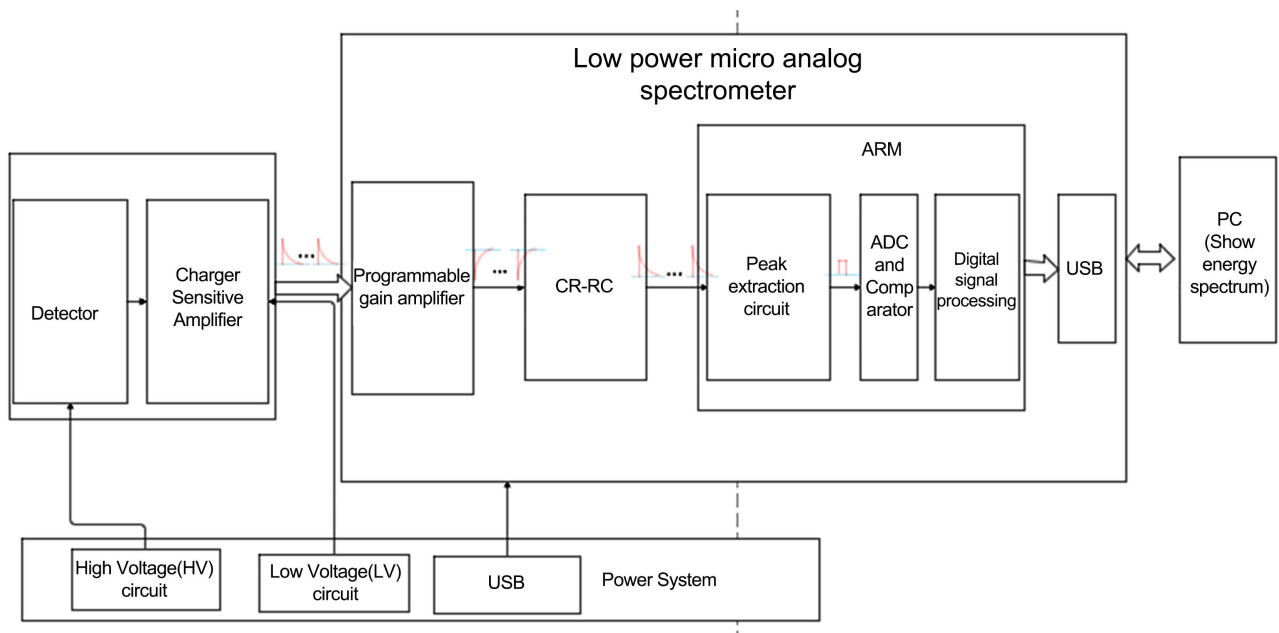 Low power micro analog
spectrometer
ARM
Detector
Charger
Sensitive
Amplifier
...
Programmable
gain amplifier
...
CR-RC
...
Peak
extraction
circuit
ADC
and
Comp
arator
Digital
signal
processing
USB
PC
(Show
energy
spectrum)
High Voltage(HV)
circuit
Low Voltage(LV)
circuit
USB
Power System